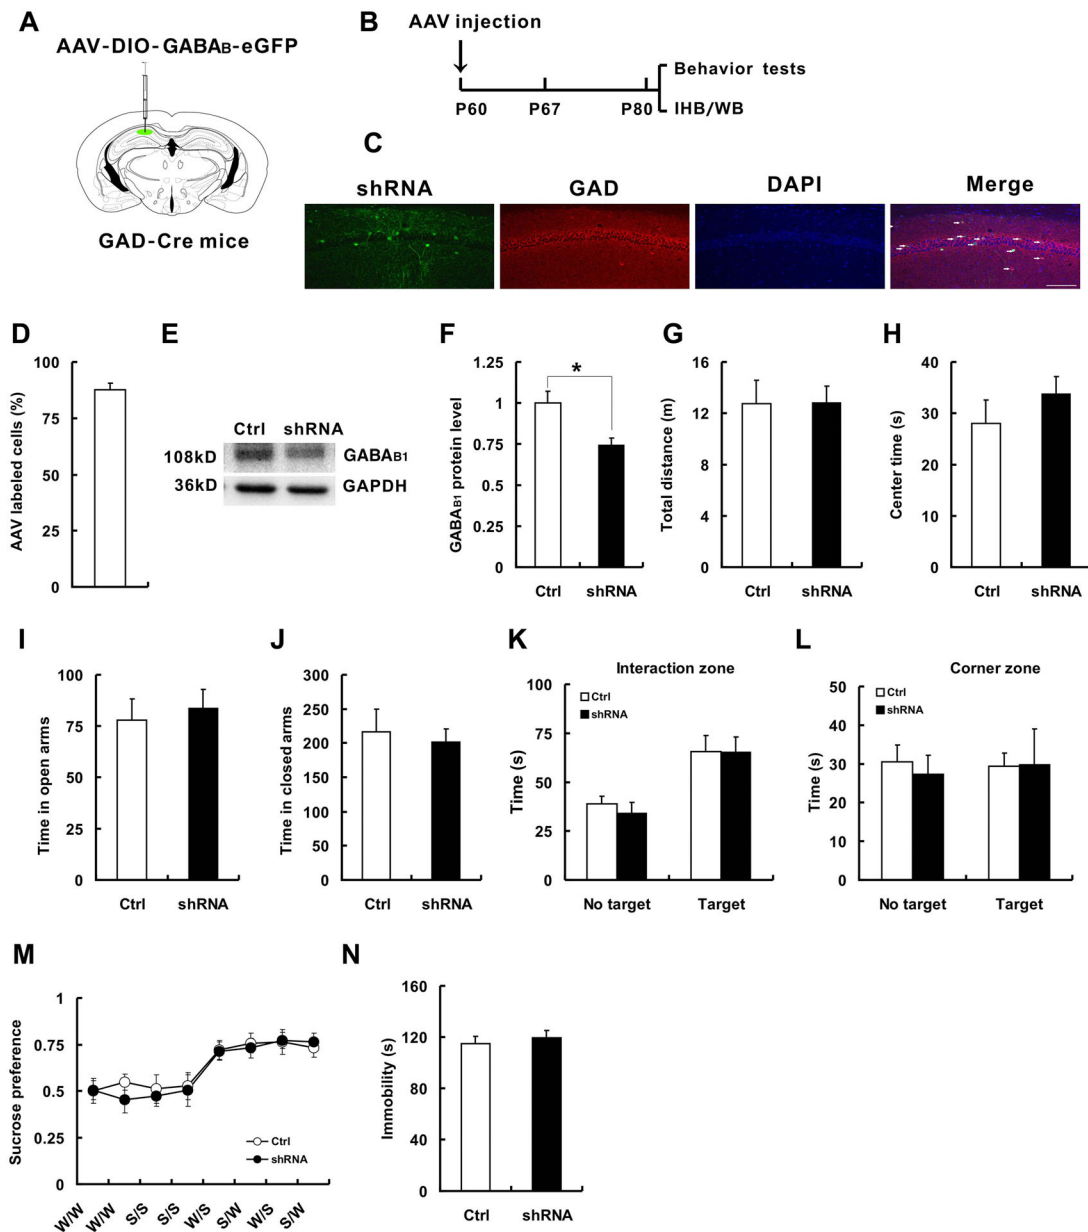 A
AAV-DIO-GABAB-eGFP
GAD-Cre mice
B
AAV injection
P60
P67
P80
Behavior tests
IHB/WB
C
shRNA
GAD
DAPI
Merge
D
AAV labeled cells (%)
100
75
50
25
0
E
Ctrl shRNA
108kD
GABAB1
36kD
GAPDH
F
GABAB1 protein level
1.25
1
0.75
0.5
0.25
0
*
Ctrl
shRNA
G
Total distance (m)
16
12
8
4
0
Ctrl
shRNA
H
Center time (s)
40
30
20
10
0
Ctrl
shRNA
I
Time in open arms
100
75
50
25
0
Ctrl
shRNA
J
Time in closed arms
300
250
200
150
100
50
0
Ctrl
shRNA
K
Interaction zone
Time (s)
100
75
50
25
0
Ctrl
shRNA
No target
Target
L
Corner zone
Time (s)
50
40
30
20
10
0
Ctrl
shRNA
No target
Target
M
Sucrose preference
1
0.75
0.5
0.25
0
Ctrl
shRNA
W/W
W/W
S/S
S/S
W/S
S/W
W/S
S/W
N
Immobility (s)
160
120
80
40
0
Ctrl
shRNA